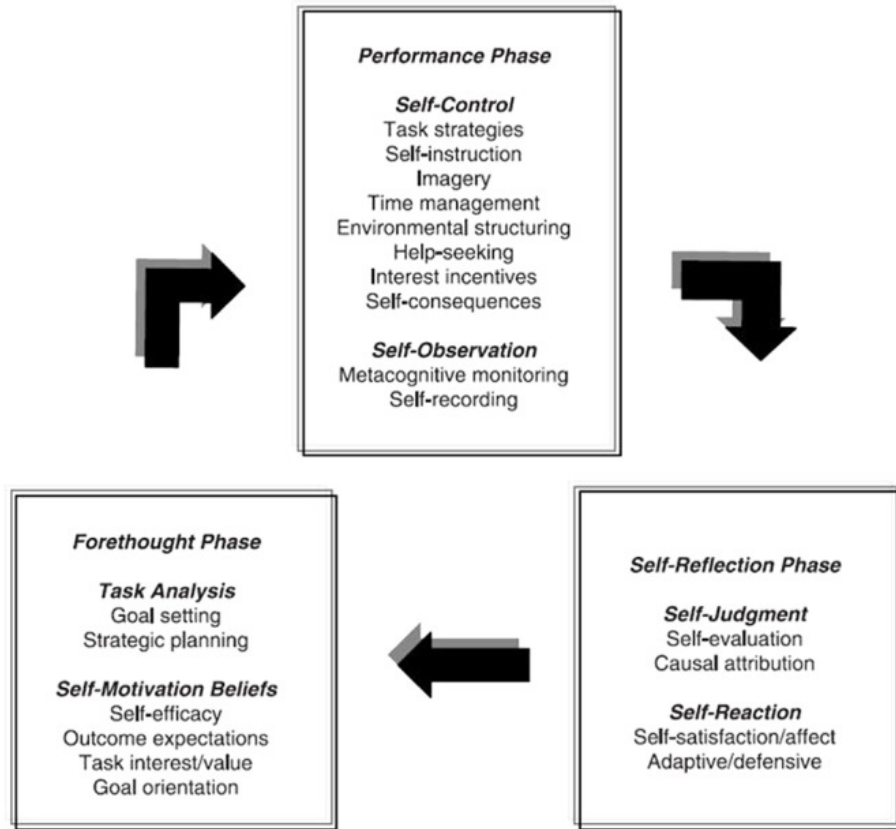 Performance Phase
Self-Control
Task strategies
Self-instruction
Imagery
Time management
Environmental structuring
Help-seeking
Interest incentives
Self-consequences
Self-Observation
Metacognitive monitoring
Self-recording
Forethought Phase
Task Analysis
Goal setting
Strategic planning
Self-Motivation Beliefs
Self-efficacy
Outcome expectations
Task interest/value
Goal orientation
Self-Reflection Phase
Self-Judgment
Self-evaluation
Causal attribution
Self-Reaction
Self-satisfaction/affect
Adaptive/defensive